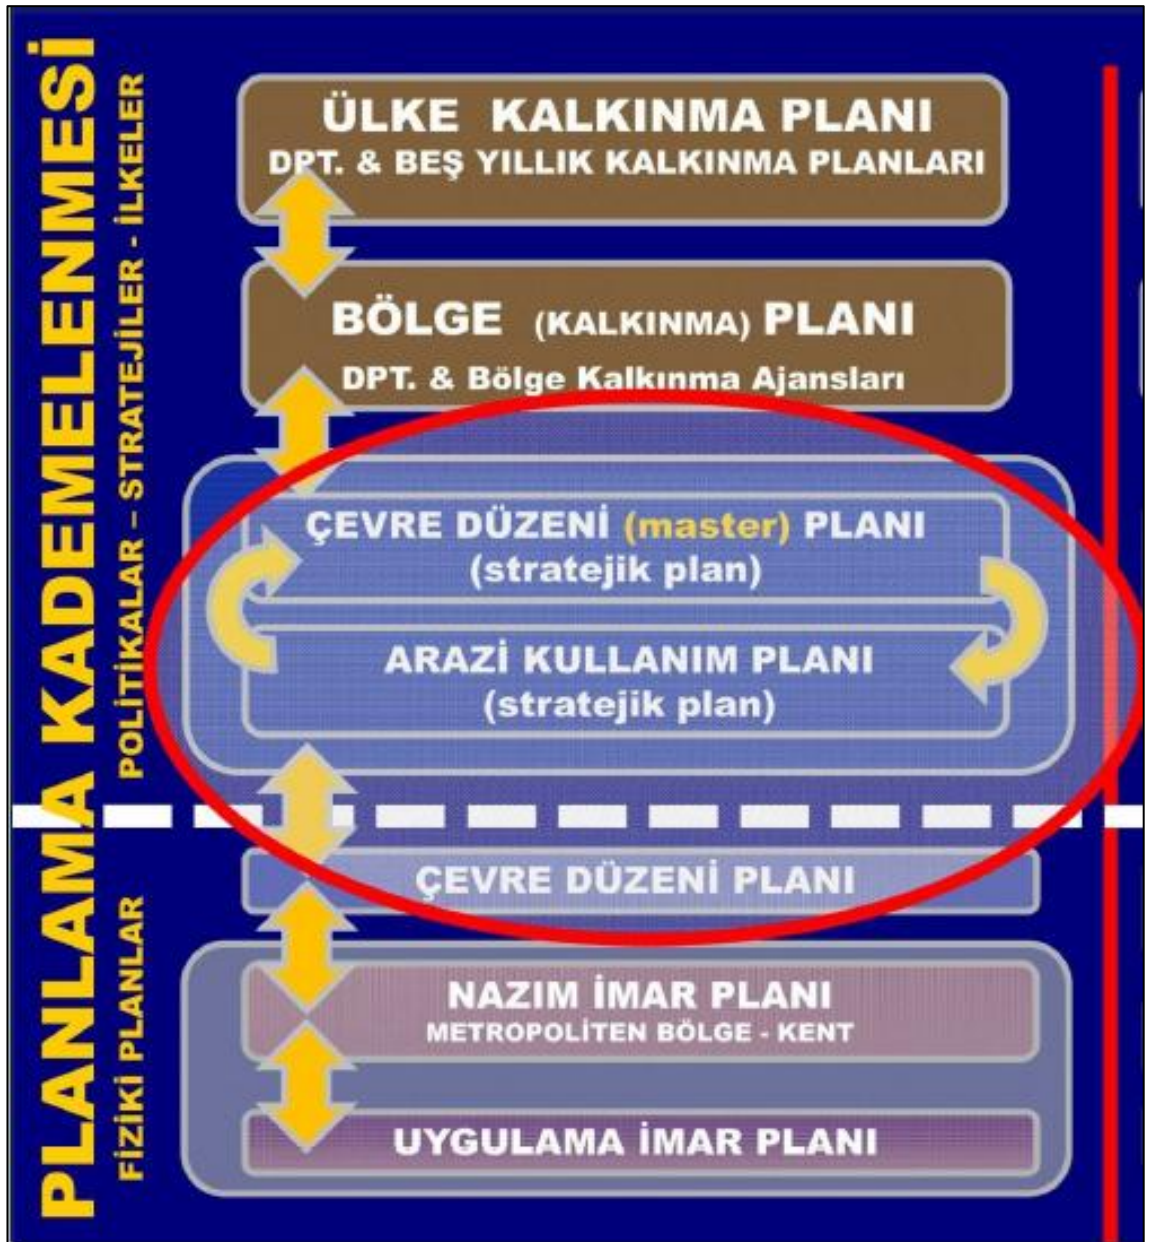 PLANLAMA KADEMELENMESİ
POLİTİKALAR – STRATEJİLER - İLKELER
FİZİKİ PLANLAR
ÜLKE KALKINMA PLANI
DPT. & BEŞ YILLIK KALKINMA PLANLARI
BÖLGE (KALKINMA) PLANI
DPT. & Bölge Kalkınma Ajansları
ÇEVRE DÜZENİ (master) PLANI
(stratejik plan)
ARAZİ KULLANIM PLANI
(stratejik plan)
ÇEVRE DÜZENİ PLANI
NAZIM İMAR PLANI
METROPOLİTEN BÖLGE - KENT
UYGULAMA İMAR PLANI